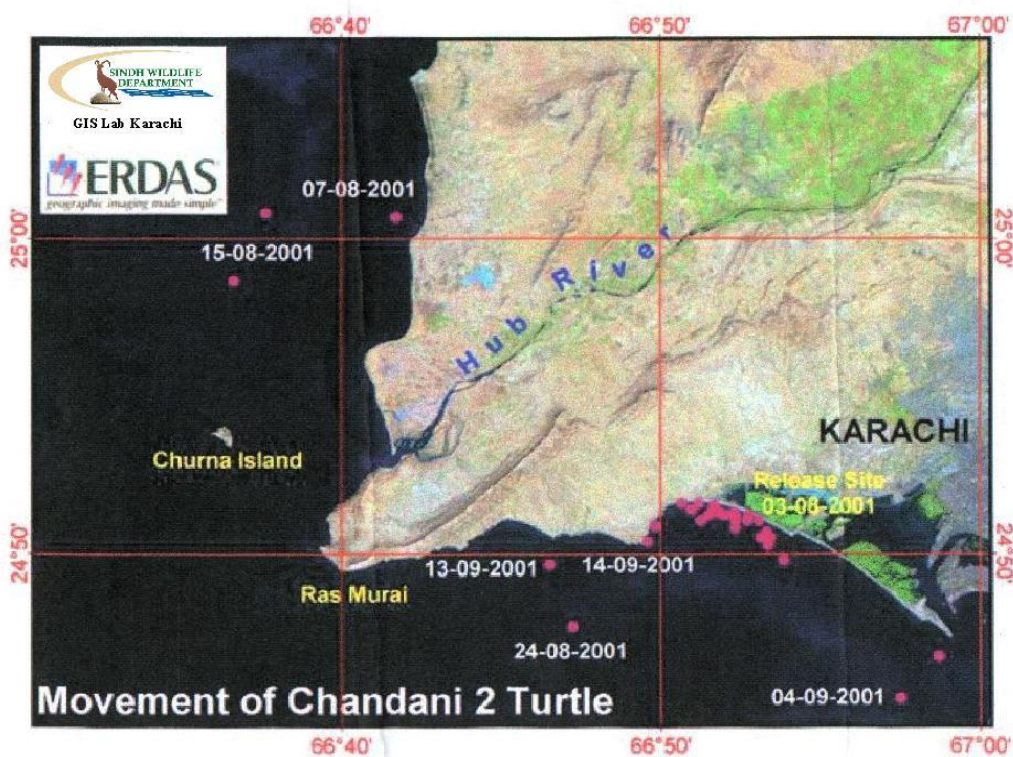 66°40'
66°50'
67°00'
SINDH WILDLIFE
DEPARTMENT
GIS Lab Karachi
ERDAS
geographic imaging made simple
07-08-2001
25°00'
25°00'
15-08-2001
Hub River
KARACHI
Churna Island
Release Site
03-08-2001
24°50'
24°50'
13-09-2001
14-09-2001
Ras Murai
24-08-2001
04-09-2001
Movement of Chandani 2 Turtle
66°40'
66°50'
67°00'